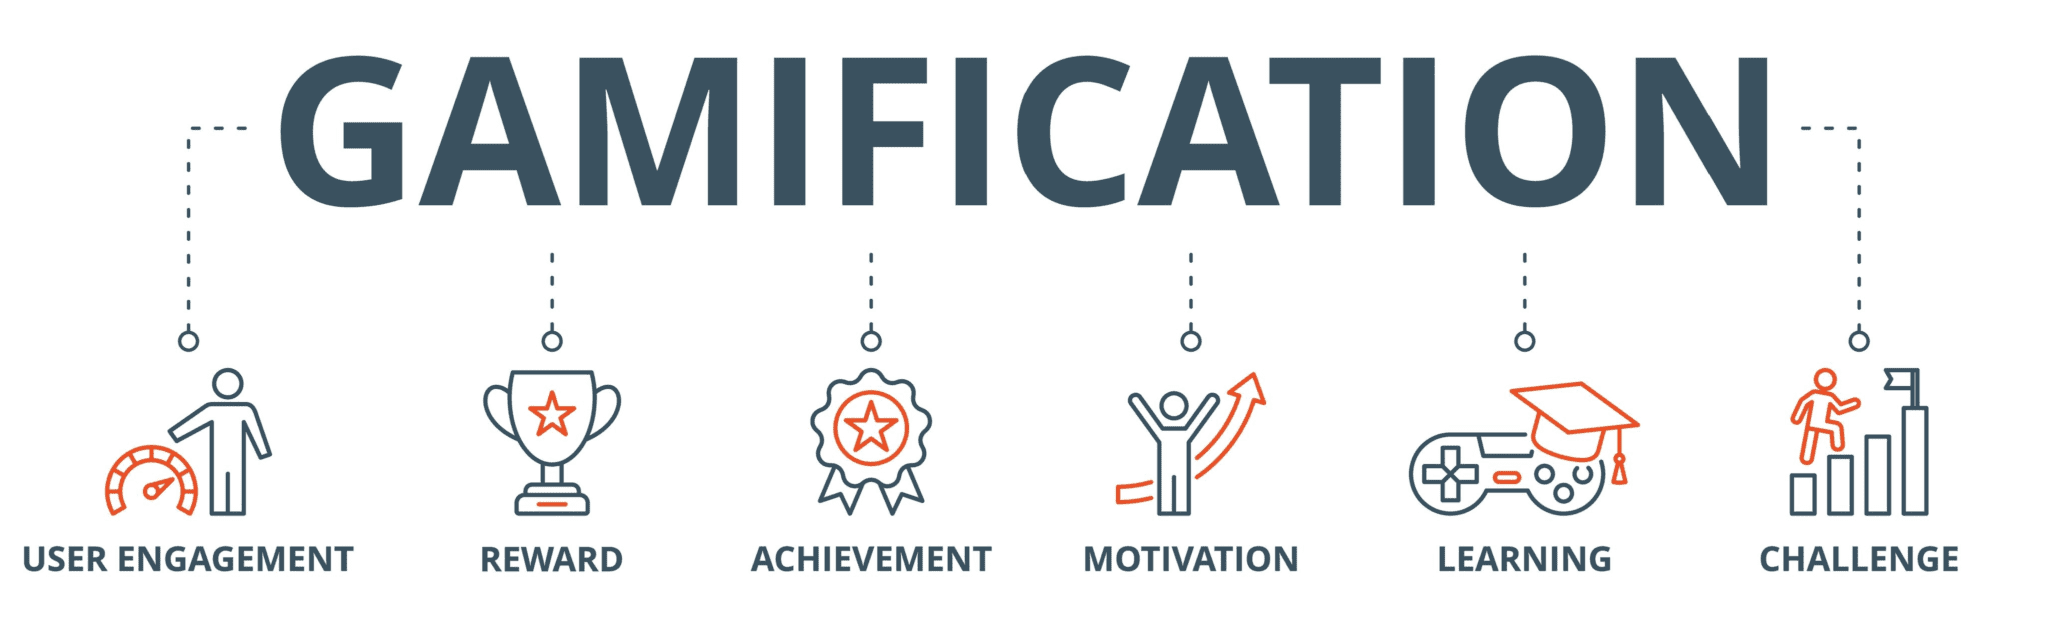 GAMIFICATION
USER ENGAGEMENT
REWARD
ACHIEVEMENT
MOTIVATION
LEARNING
CHALLENGE